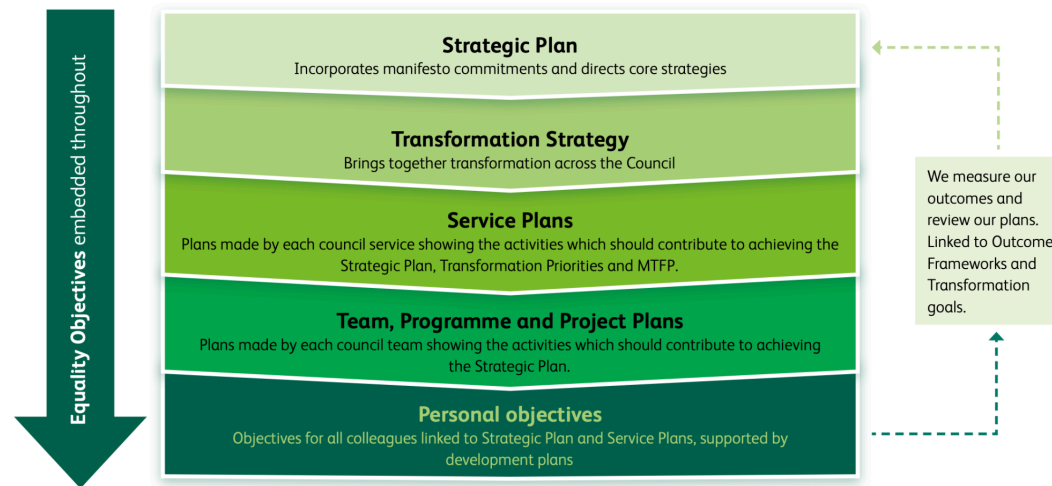 Equality Objectives embedded throughout
Strategic Plan
Incorporates manifesto commitments and directs core strategies
Transformation Strategy
Brings together transformation across the Council
Service Plans
Plans made by each council service showing the activities which should contribute to achieving the
Strategic Plan, Transformation Priorities and MTFP.
Team, Programme and Project Plans
Plans made by each council team showing the activities which should contribute to achieving
the Strategic Plan.
Personal objectives
Objectives for all colleagues linked to Strategic Plan and Service Plans, supported by
development plans
We measure our
outcomes and
review our plans.
Linked to Outcome
Frameworks and
Transformation
goals.